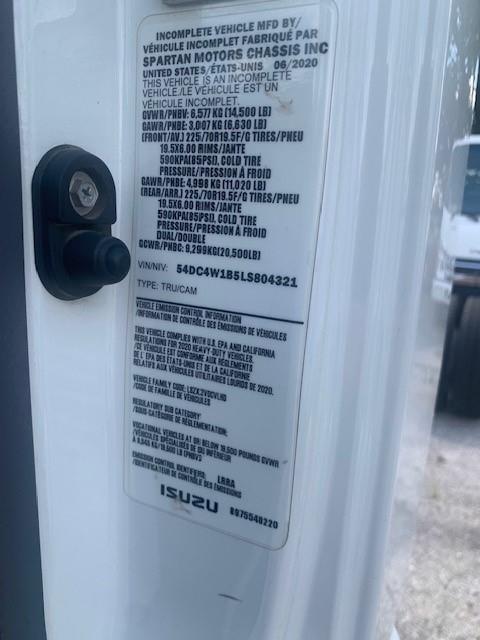 INCOMPLETE VEHICLE MFD BY/
VÉHICULE INCOMPLET FABRIQUÉ PAR
SPARTAN MOTORS CHASSIS INC
UNITED STATES/ÉTATS-UNIS 06/2020
THIS VEHICLE IS AN INCOMPLETE
VEHICLE./LE VÉHICULE EST UN
VÉHICULE INCOMPLET.
GVWR/PNBV: 6,577 KG (14,500 LB)
GAWR/PNBE: 3,007 KG (6,630 LB)
(FRONT/AV.) 225/70R19.5F/G TIRES/PNEU
19.5X6.00 RIMS/JANTE
590KPA(85PSI), COLD TIRE
PRESSURE/PRESSION À FROID
GAWR/PNBE: 4,998 KG (11,020 LB)
(REAR/ARR.) 225/70R19.5F/G TIRES/PNEU
19.5X6.00 RIMS/JANTE
590KPA(85PSI), COLD TIRE
PRESSURE/PRESSION À FROID
DUAL/DOUBLE
GCWR/PNBC: 9,299KG(20,500LB)
VIN/NIV: 54DC4W1B5LS804321
TYPE: TRU/CAM
VEHICLE EMISSION CONTROL INFORMATION
/INFORMATION DE CONTRÔLE DES ÉMISSIONS DE VÉHICULES
THIS VEHICLE COMPLIES WITH U.S. EPA AND CALIFORNIA
REGULATIONS FOR 2020 HEAVY-DUTY VEHICLES.
/CE VÉHICULE EST CONFORME AUX RÈGLEMENTS
DE L' EPA DES ÉTATS-UNIS ET DE LA CALIFORNIE
RELATIFS AUX VÉHICULES UTILITAIRES LOURDS DE 2020.
VEHICLE FAMILY CODE:
/CODE DE FAMILLE DE VÉHICULES
REGULATORY SUB CATEGORY
/SOUS-CATÉGORIE DE RÉGLEMENTATION:
VOCATIONAL VEHICLES AT OR BELOW 19,500 POUNDS GVWR
/VÉHICULES SPÉCIALISÉS DE OU INFÉRIEUR
À 8,845 KG/19,500 LB (PNBV)
EMISSION CONTROL IDENTIFIERS: LRRA
/IDENTIFICATEUR DE CONTRÔLE DES ÉMISSIONS
ISUZU 8975548220